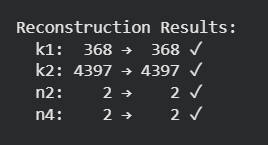 Reconstruction Results:
k1: 368 → 368 ✓
k2: 4397 → 4397 ✓
n2: 2 → 2 ✓
n4: 2 → 2 ✓